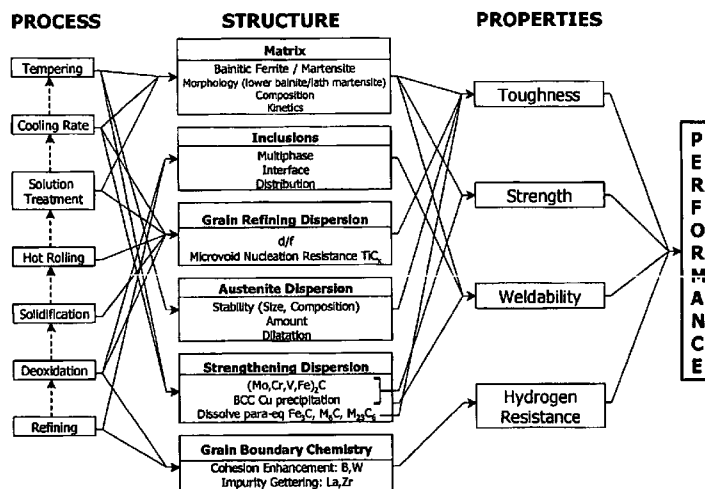 PROCESS
STRUCTURE
PROPERTIES
Tempering
Cooling Rate
Solution
Treatment
Hot Rolling
Solidification
Deoxidation
Refining
Matrix
Bainitic Ferrite / Martensite
Morphology (lower bainite/lath martensite)
Composition
Kinetics
Inclusions
Multiphase
Interface
Distribution
Grain Refining Dispersion
d/f
Microvoid Nucleation Resistance TiCₓ
Austenite Dispersion
Stability (Size, Composition)
Amount
Dilatation
Strengthening Dispersion
(Mo,Cr,V,Fe)₂C
BCC Cu precipitation
Dissolve para-eq Fe₃C, M₆C, M₂₃C₆
Grain Boundary Chemistry
Cohesion Enhancement: B,W
Impurity Gettering: La,Zr
Toughness
Strength
Weldability
Hydrogen
Resistance
PERFORMANCE